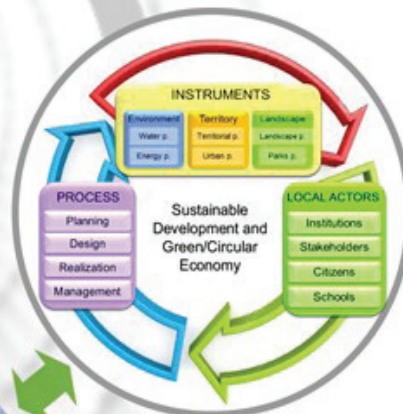 INSTRUMENTS
Environment
Territory
Landscape
Water p.
Territorial p.
Landscape p.
Energy p.
Urban p.
Parks p.
PROCESS
Planning
Design
Realization
Management
Sustainable
Development and
Green/Circular
Economy
LOCAL ACTORS
Institutions
Stakeholders
Citizens
Schools